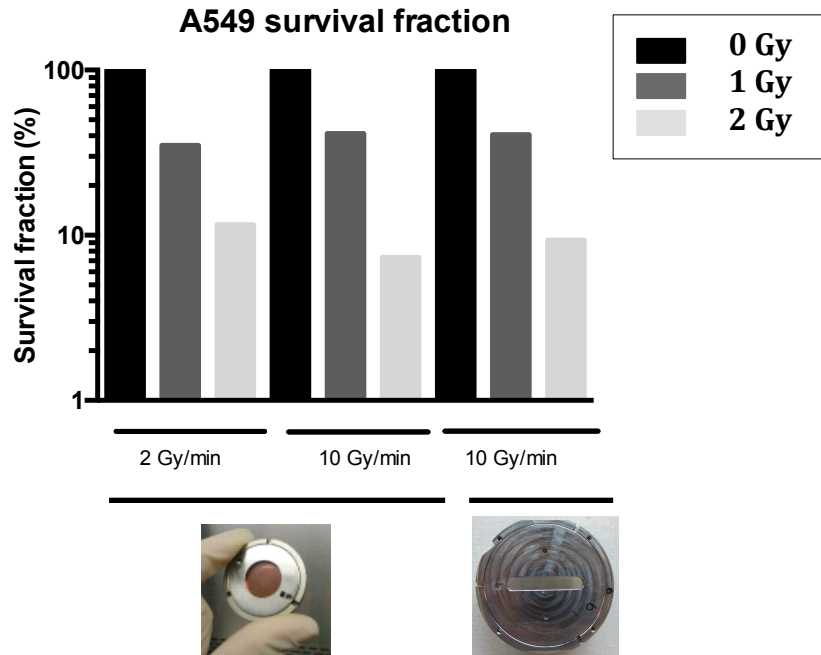 A549 survival fraction
0 Gy
1 Gy
2 Gy
Survival fraction (%)
100
10
1
2 Gy/min
10 Gy/min
10 Gy/min